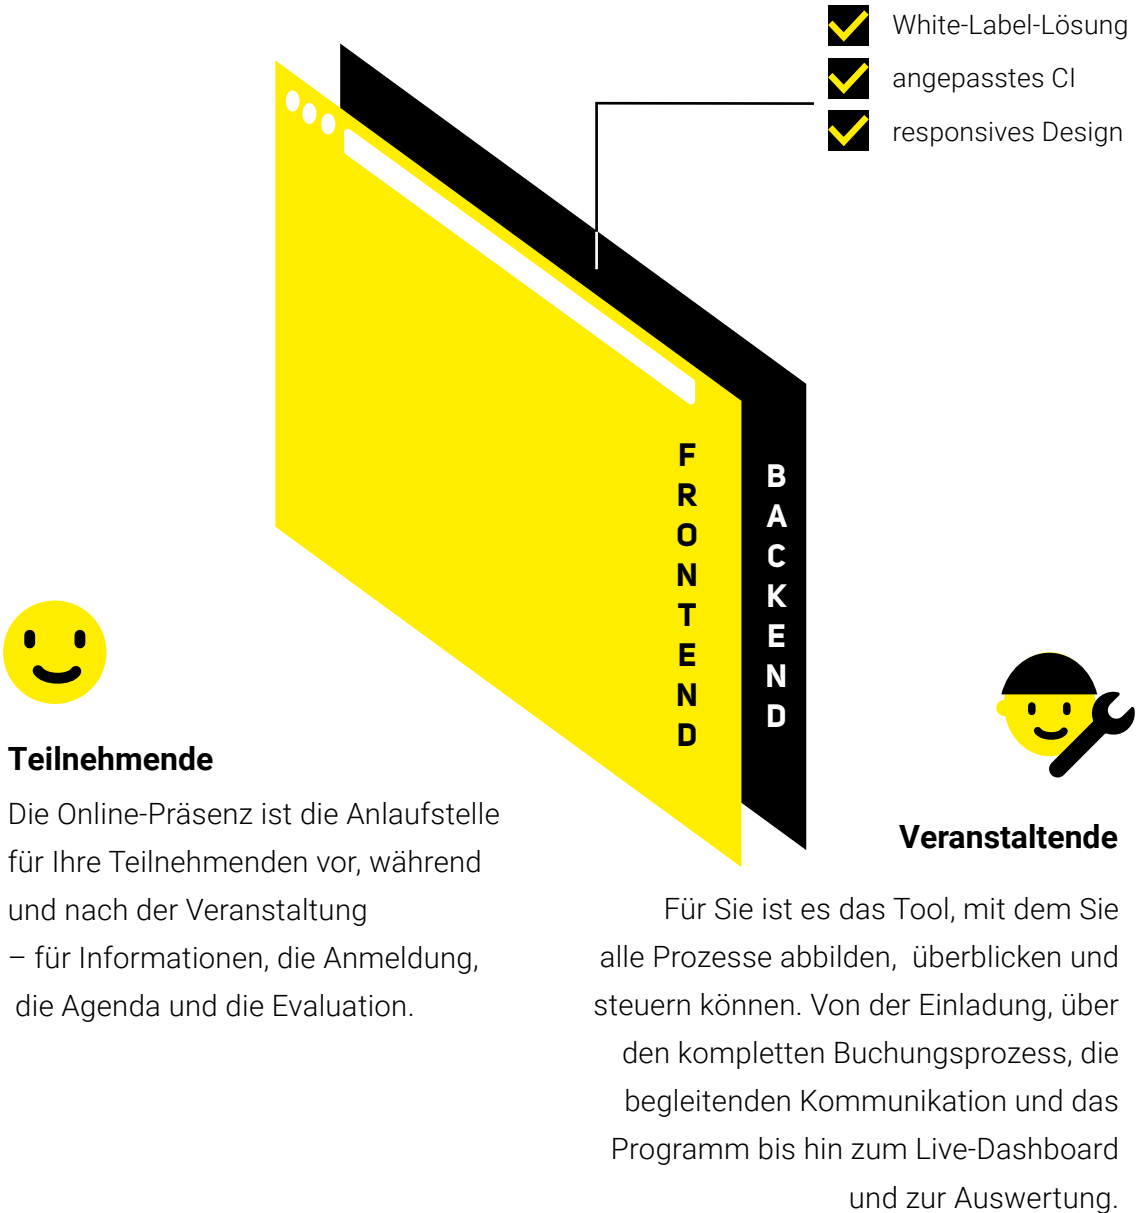 White-Label-Lösung
angepasstes CI
responsives Design
FRONTEND
BACKEND
Teilnehmende
Die Online-Präsenz ist die Anlaufstelle
für Ihre Teilnehmenden vor, während
und nach der Veranstaltung
– für Informationen, die Anmeldung,
die Agenda und die Evaluation.
Veranstaltende
Für Sie ist es das Tool, mit dem Sie
alle Prozesse abbilden, überblicken und
steuern können. Von der Einladung, über
den kompletten Buchungsprozess, die
begleitenden Kommunikation und das
Programm bis hin zum Live-Dashboard
und zur Auswertung.